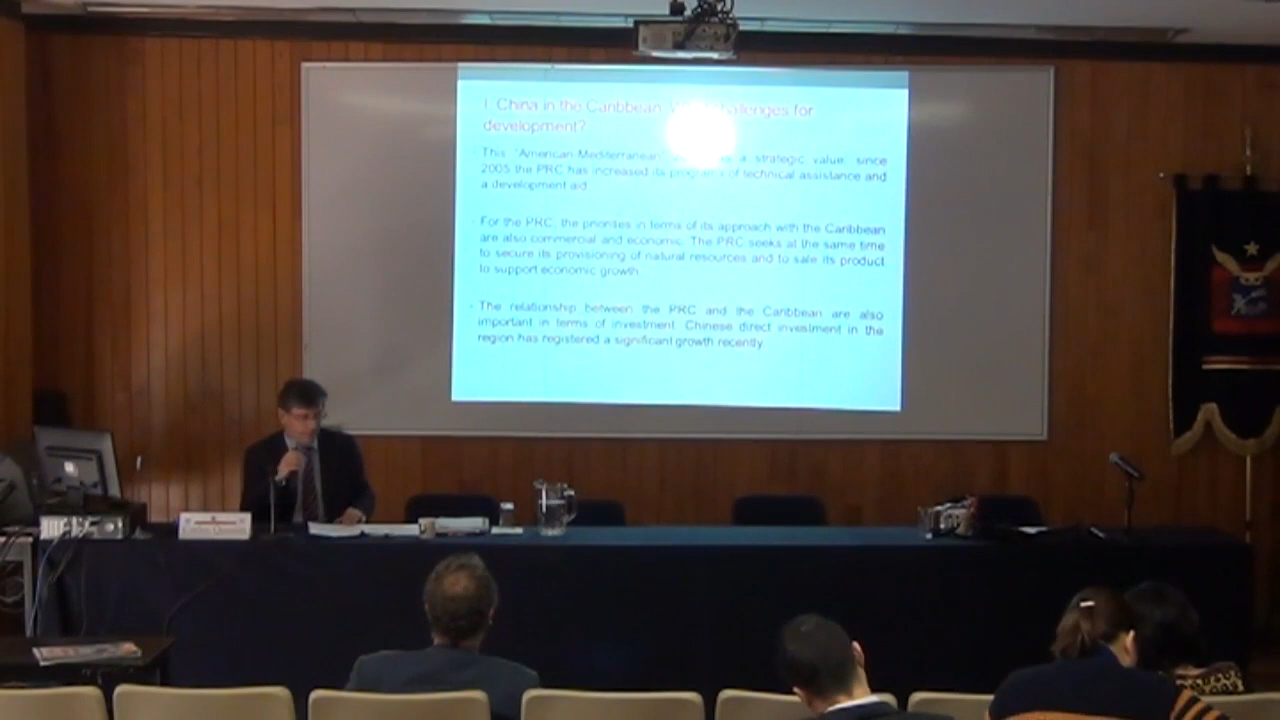 I. China in the Caribbean. challenges for
development?
This "American-Mediterranean" a strategic value: since
2005 the PRC has increased its programs of technical assistance and
a development aid.
- For the PRC, the priorities in terms of its approach with the Caribbean
are also commercial and economic. The PRC seeks at the same time
to secure its provisioning of natural resources and to sale its product
to support economic growth.
- The relationship between the PRC and the Caribbean are also
important in terms of investment. Chinese direct investment in the
region has registered a significant growth recently.